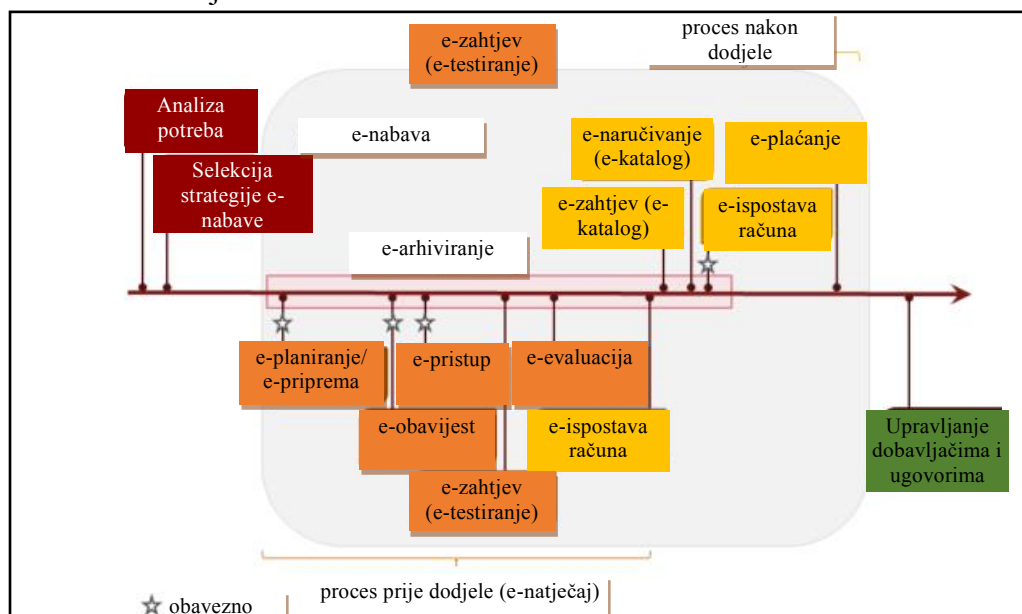 e-zahtjev
(e-testiranje)
proces nakon
dodjele
Analiza
potreba
Selekcija
strategije e-
nabave
e-nabava
e-naručivanje
(e-katalog)
e-plaćanje
e-zahtjev (e-
katalog)
e-ispostava
računa
e-arhiviranje
e-planiranje/
e-priprema
e-pristup
e-evaluacija
e-obavijest
e-ispostava
računa
e-zahtjev
(e-testiranje)
Upravljanje
dobavljačima i
ugovorima
proces prije dodjele (e-natječaj)
obavezno